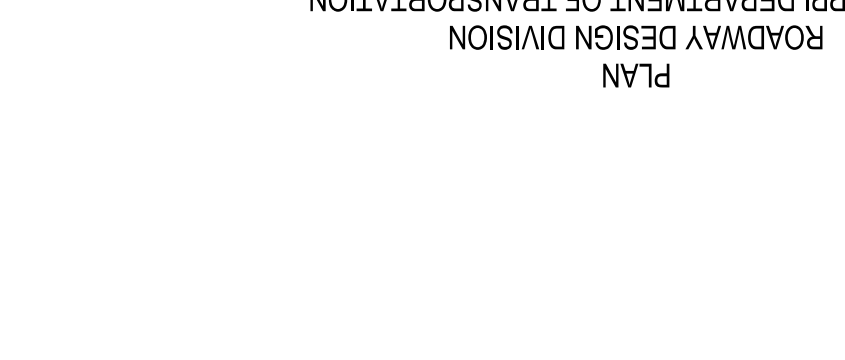 PLAN
ROADWAY DESIGN DIVISION
DEPARTMENT OF TRANSPORTATION